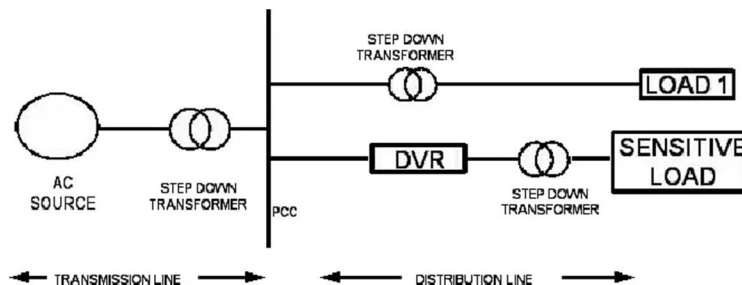 STEP DOWN
TRANSFORMER
LOAD 1
DVR
SENSITIVE
LOAD
AC
SOURCE
STEP DOWN
TRANSFORMER
PCC
STEP DOWN
TRANSFORMER
TRANSMISSION LINE
DISTRIBUTION LINE